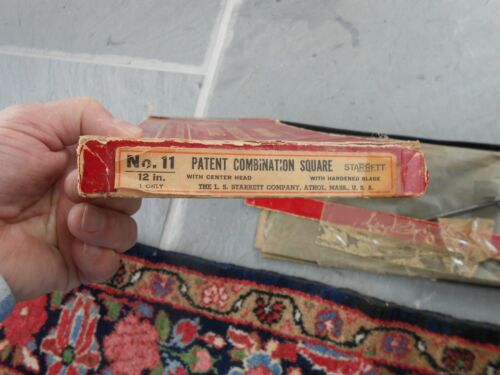 No. 11 PATENT COMBINATION SQUARE STARRETT
12 in. WITH CENTER HEAD WITH HARDENED BLADE
1 ONLY THE L. S. STARRETT COMPANY, ATHOL, MASS., U. S. A.